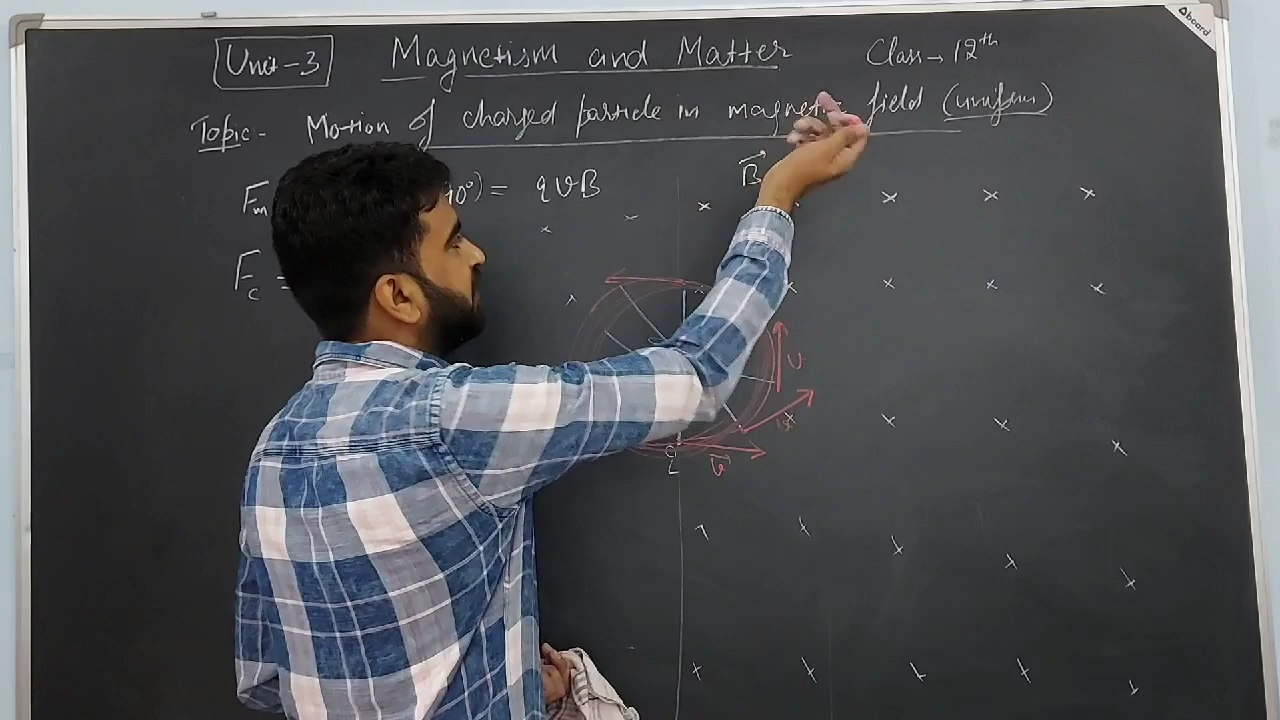 Unit-3 Magnetism and Matter Class → 12th
Aboard
Topic - Motion of charged particle in magnetic field (uniform)
Fm 90°) = qvB
B
Fc =
v
v
q v